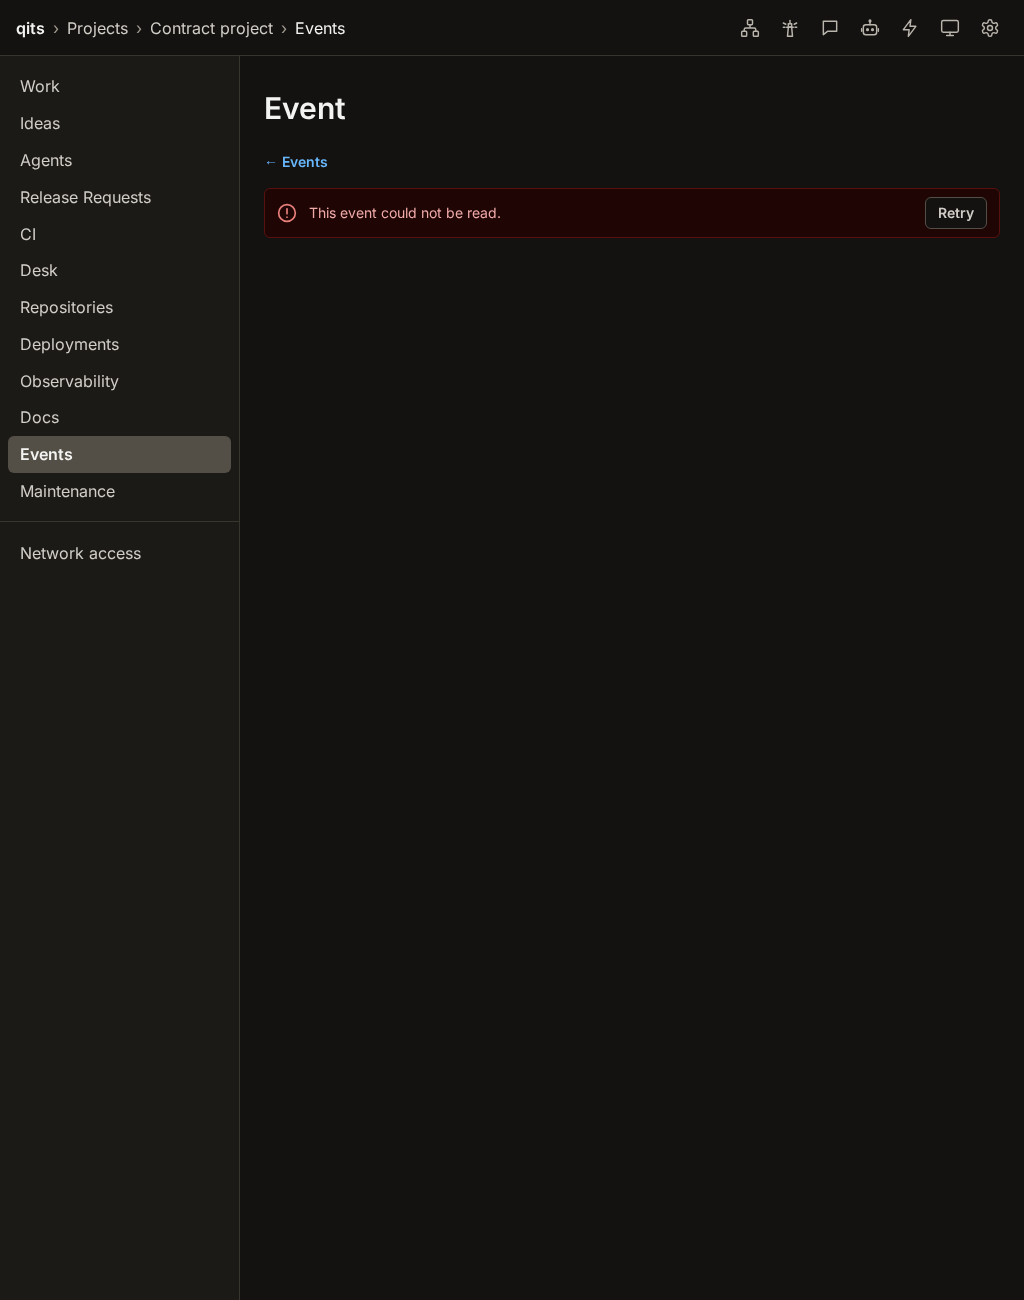 qits › Projects › Contract project › Events
Work
Ideas
Agents
Release Requests
CI
Desk
Repositories
Deployments
Observability
Docs
Events
Maintenance
Network access
Event
← Events
This event could not be read.
Retry